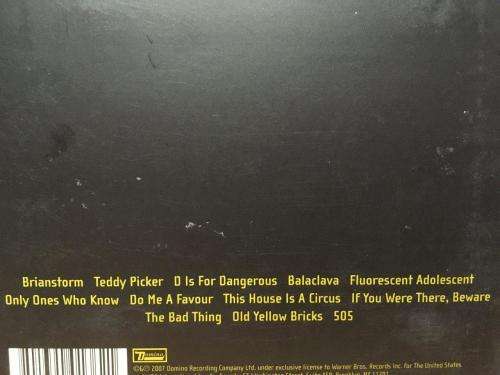 Brianstorm Teddy Picker D Is For Dangerous Balaclava Fluorescent Adolescent
Only Ones Who Know Do Me A Favour This House Is A Circus If You Were There, Beware
The Bad Thing Old Yellow Bricks 505
Domino
℗© 2007 Domino Recording Company Ltd. under exclusive license to Warner Bros. Records Inc. for The United States.